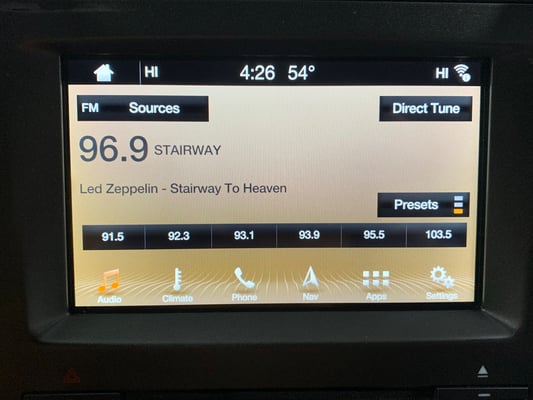 HI 4:26 54° HI
FM Sources Direct Tune
96.9 STAIRWAY
Led Zeppelin - Stairway To Heaven
Presets
91.5 92.3 93.1 93.9 95.5 103.5
Audio Climate Phone Nav Apps Settings